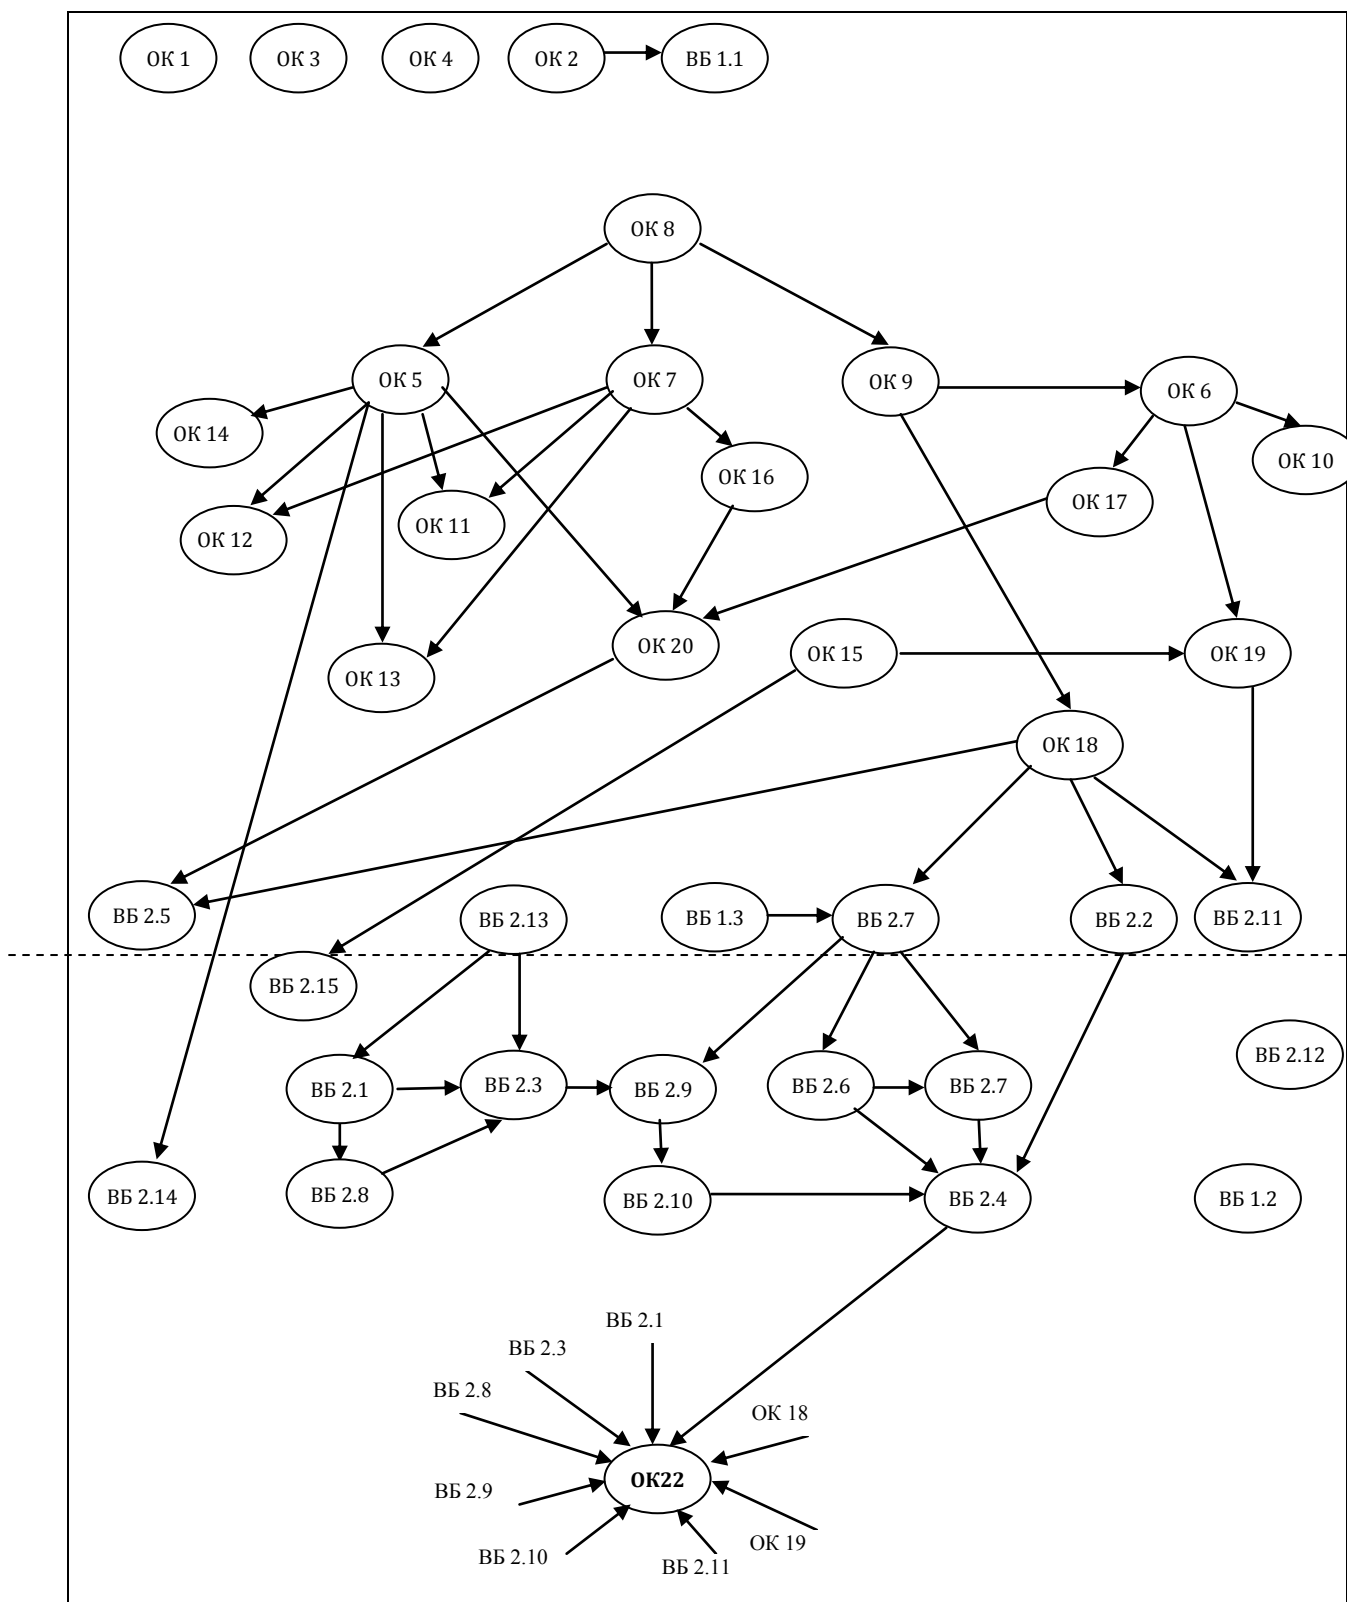 ОК 1 ОК 3 ОК 4 ОК 2 ВБ 1.1
ОК 8
ОК 5 ОК 7 ОК 9 ОК 6
ОК 14 ОК 16 ОК 10
ОК 12 ОК 11 ОК 17
ОК 13 ОК 20 ОК 15 ОК 19
ОК 18
ВБ 2.5 ВБ 2.13 ВБ 1.3 ВБ 2.7 ВБ 2.2 ВБ 2.11
ВБ 2.15
ВБ 2.12
ВБ 2.1 ВБ 2.3 ВБ 2.9 ВБ 2.6 ВБ 2.7
ВБ 2.14 ВБ 2.8 ВБ 2.10 ВБ 2.4 ВБ 1.2
ВБ 2.1
ВБ 2.3
ВБ 2.8
ОК 18
ОК22
ВБ 2.9
ОК 19
ВБ 2.10
ВБ 2.11